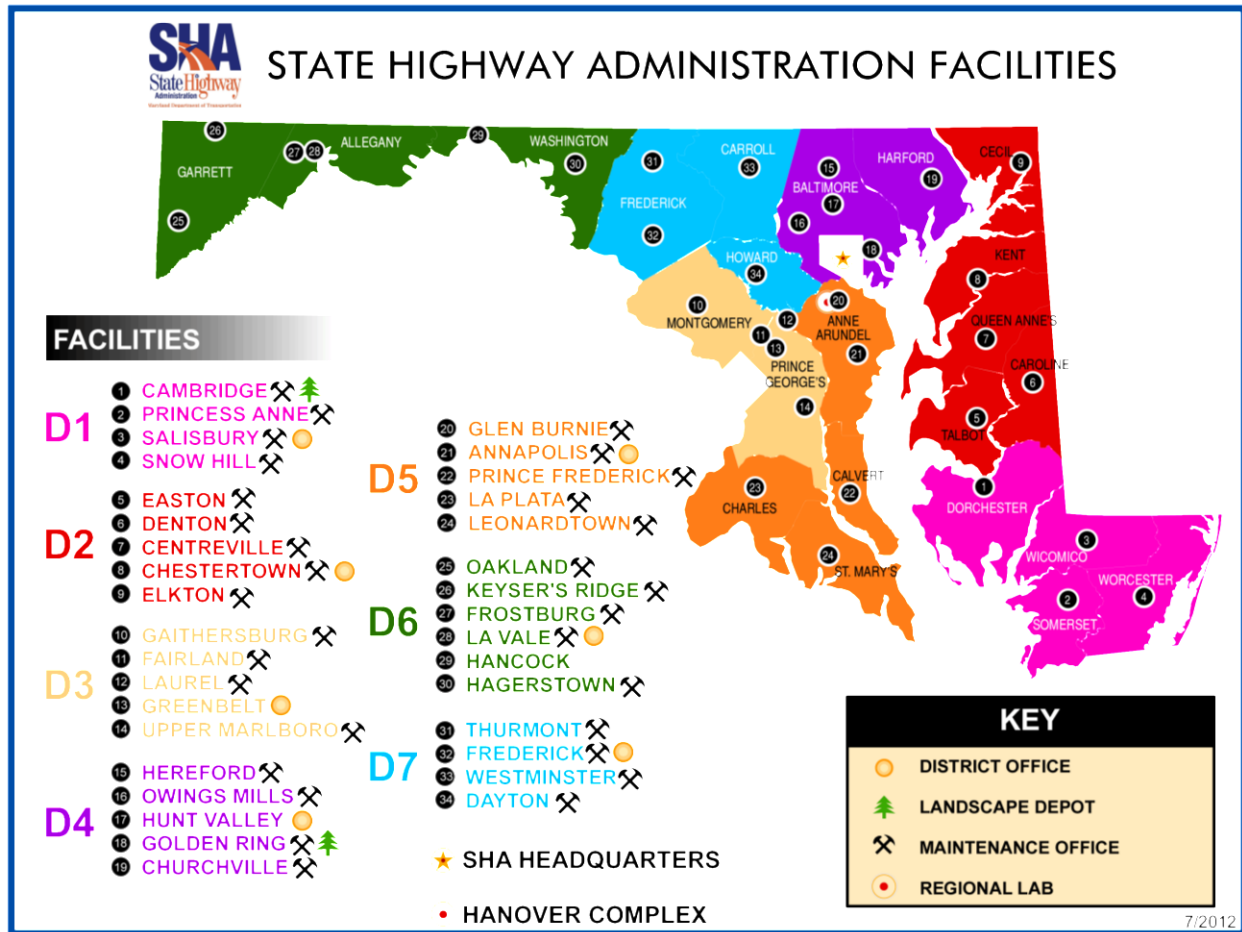 SHA
State Highway
Administration
Maryland Department of Transportation
STATE HIGHWAY ADMINISTRATION FACILITIES
26
29
27
28
ALLEGANY
WASHINGTON
30
GARRETT
25
31
CARROLL
33
FREDERICK
32
HOWARD
34
15
HARFORD
BALTIMORE
19
17
16
18
CECIL
9
KENT
8
QUEEN ANNE'S
7
CAROLINE
6
5
TALBOT
10
MONTGOMERY
12
11
13
PRINCE
GEORGE'S
14
20
ANNE
ARUNDEL
21
23
CHARLES
CALVERT
22
24
ST. MARY'S
1
DORCHESTER
3
WICOMICO
WORCESTER
2
4
SOMERSET
FACILITIES
D1
1 CAMBRIDGE
2 PRINCESS ANNE
3 SALISBURY
4 SNOW HILL
D2
5 EASTON
6 DENTON
7 CENTREVILLE
8 CHESTERTOWN
9 ELKTON
D3
10 GAITHERSBURG
11 FAIRLAND
12 LAUREL
13 GREENBELT
14 UPPER MARLBORO
D4
15 HEREFORD
16 OWINGS MILLS
17 HUNT VALLEY
18 GOLDEN RING
19 CHURCHVILLE
D5
20 GLEN BURNIE
21 ANNAPOLIS
22 PRINCE FREDERICK
23 LA PLATA
24 LEONARDTOWN
D6
25 OAKLAND
26 KEYSER'S RIDGE
27 FROSTBURG
28 LA VALE
29 HANCOCK
30 HAGERSTOWN
D7
31 THURMONT
32 FREDERICK
33 WESTMINSTER
34 DAYTON
SHA HEADQUARTERS
HANOVER COMPLEX
KEY
DISTRICT OFFICE
LANDSCAPE DEPOT
MAINTENANCE OFFICE
REGIONAL LAB
7/2012